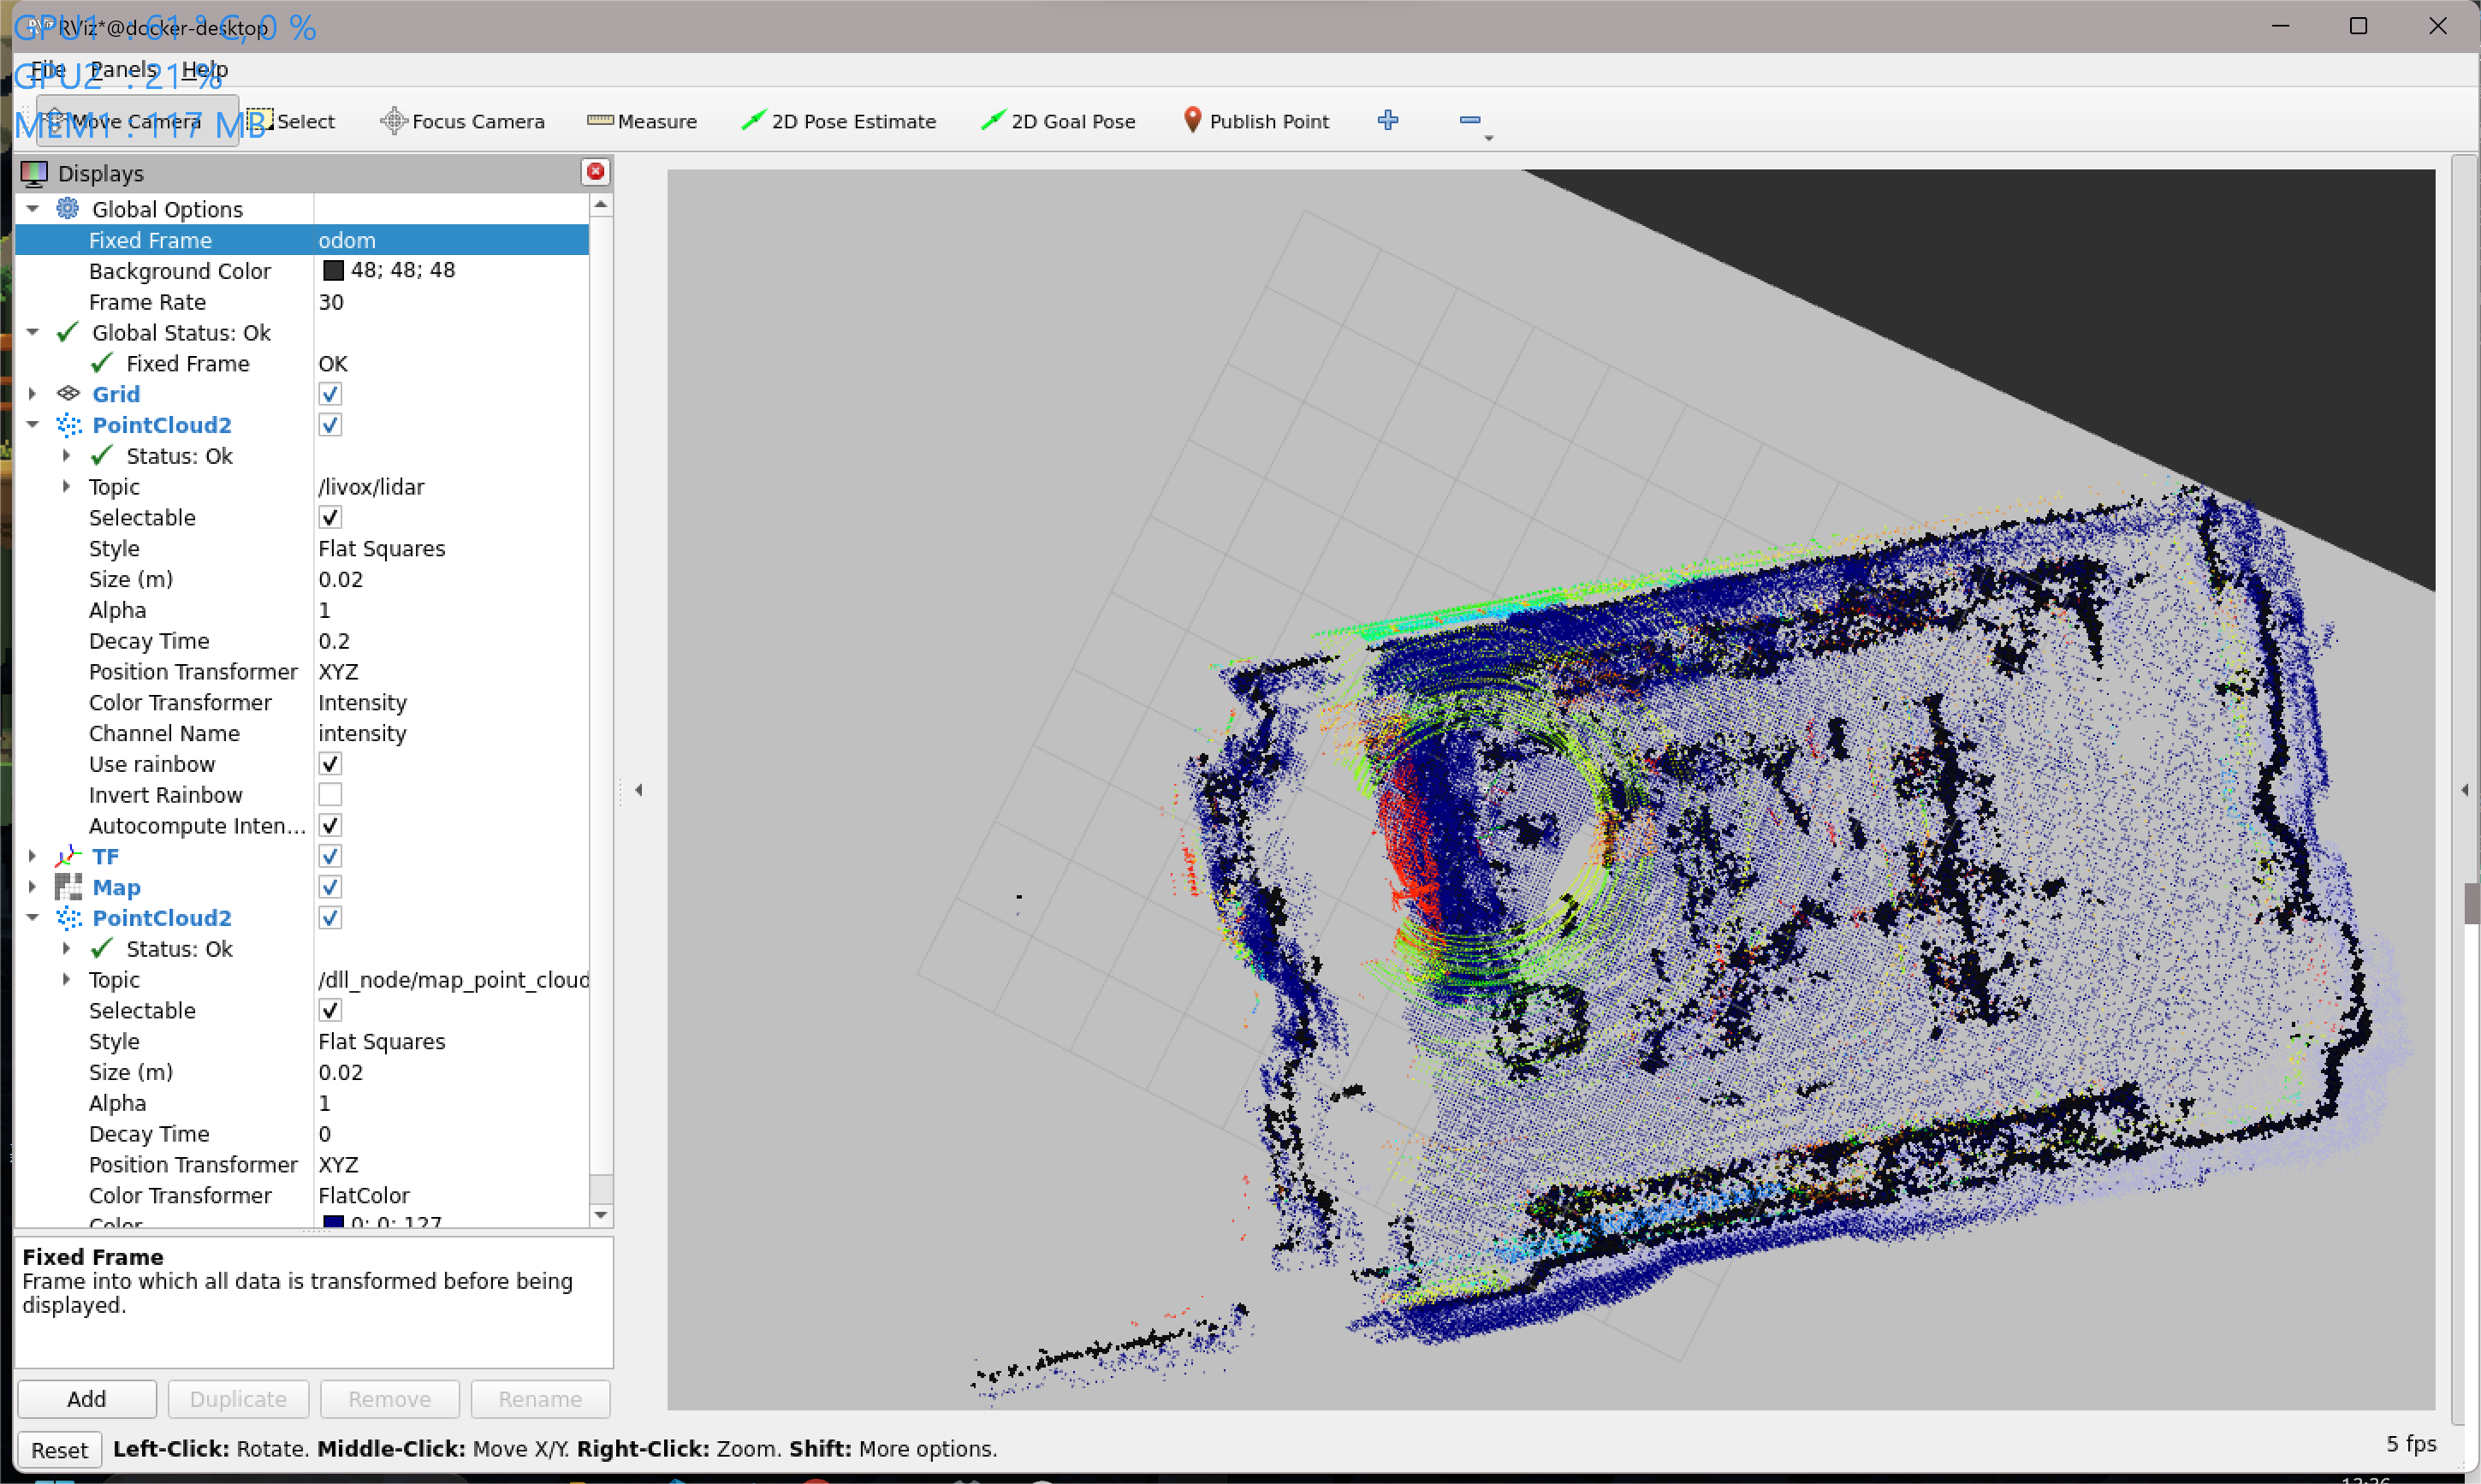 GPU1 : 61 ° C, 0 %
RViz*@docker-desktop
GPU2 : 21 %
File Panels Help
MEM1 : 117 MB
Move Camera Select Focus Camera Measure 2D Pose Estimate 2D Goal Pose Publish Point
Displays
Global Options
Fixed Frame odom
Background Color 48; 48; 48
Frame Rate 30
Global Status: Ok
Fixed Frame OK
Grid
PointCloud2
Status: Ok
Topic /livox/lidar
Selectable
Style Flat Squares
Size (m) 0.02
Alpha 1
Decay Time 0.2
Position Transformer XYZ
Color Transformer Intensity
Channel Name intensity
Use rainbow
Invert Rainbow
Autocompute Inten...
TF
Map
PointCloud2
Status: Ok
Topic /dll_node/map_point_cloud
Selectable
Style Flat Squares
Size (m) 0.02
Alpha 1
Decay Time 0
Position Transformer XYZ
Color Transformer FlatColor
Color 0; 0; 127
Fixed Frame
Frame into which all data is transformed before being
displayed.
Add Duplicate Remove Rename
Reset Left-Click: Rotate. Middle-Click: Move X/Y. Right-Click: Zoom. Shift: More options.
5 fps